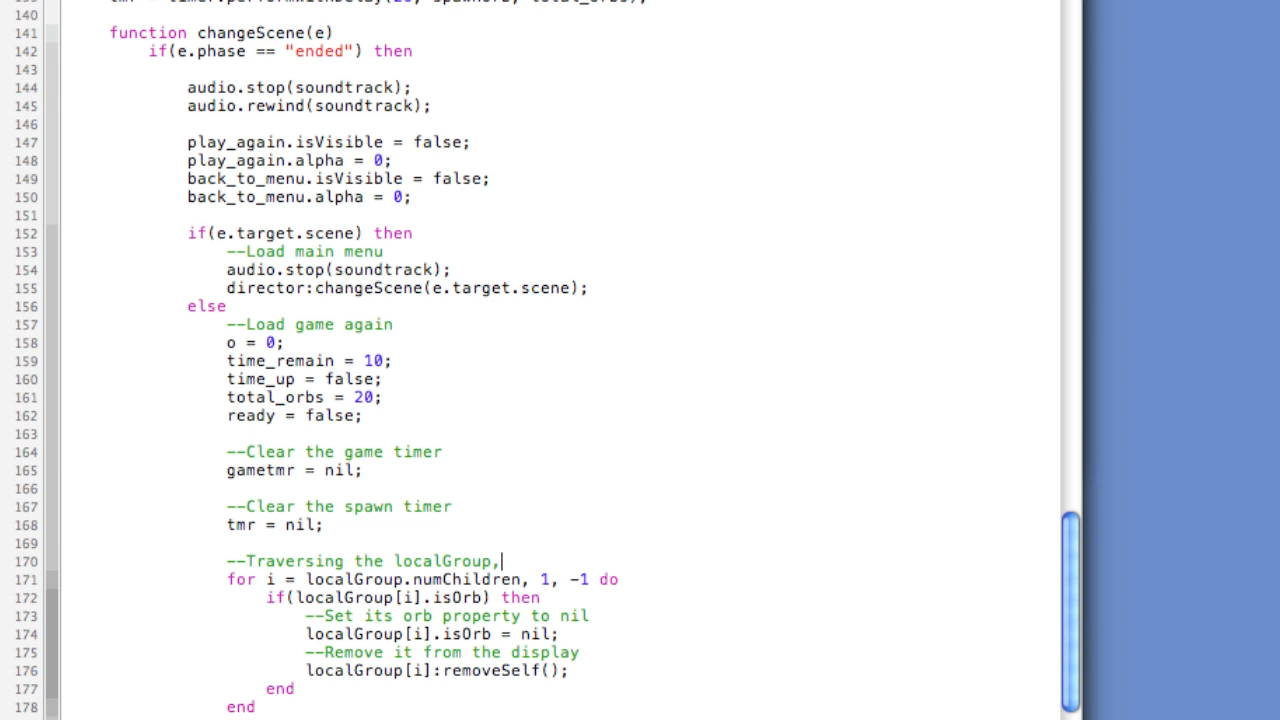 140
141 function changeScene(e)
142 if(e.phase == "ended") then
143
144 audio.stop(soundtrack);
145 audio.rewind(soundtrack);
146
147 play_again.isVisible = false;
148 play_again.alpha = 0;
149 back_to_menu.isVisible = false;
150 back_to_menu.alpha = 0;
151
152 if(e.target.scene) then
153 --Load main menu
154 audio.stop(soundtrack);
155 director:changeScene(e.target.scene);
156 else
157 --Load game again
158 o = 0;
159 time_remain = 10;
160 time_up = false;
161 total_orbs = 20;
162 ready = false;
163
164 --Clear the game timer
165 gametmr = nil;
166
167 --Clear the spawn timer
168 tmr = nil;
169
170 --Traversing the localGroup,
171 for i = localGroup.numChildren, 1, -1 do
172 if(localGroup[i].isOrb) then
173 --Set its orb property to nil
174 localGroup[i].isOrb = nil;
175 --Remove it from the display
176 localGroup[i]:removeSelf();
177 end
178 end